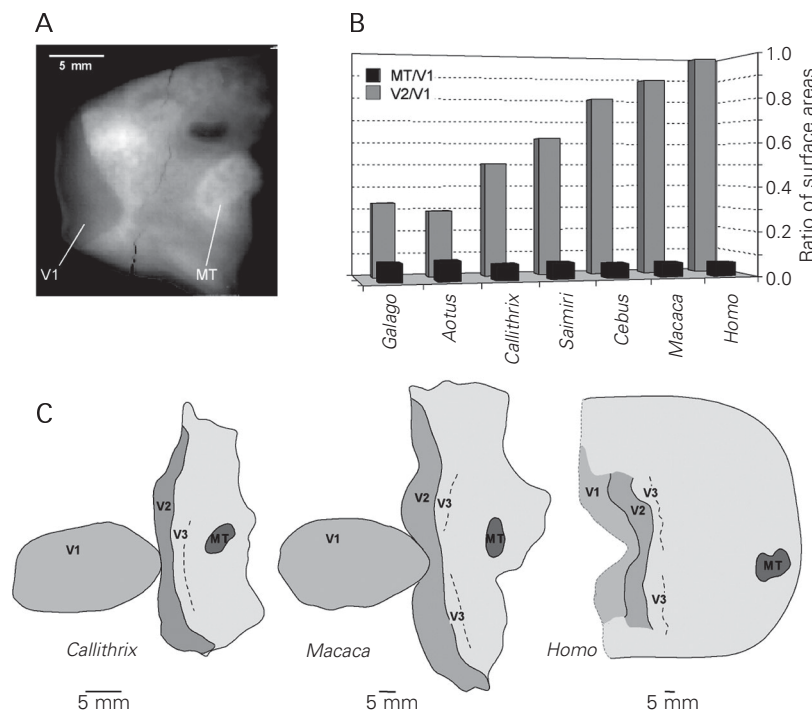 A
5 mm
V1
MT
B
MT/V1
V2/V1
1.0
0.8
0.6
0.4
0.2
0.0
Ratio of surface areas
Galago
Aotus
Callithrix
Saimiri
Cebus
Macaca
Homo
C
V1
V2
V3
MT
Callithrix
5 mm
V1
V2
V3
MT
V3
Macaca
5 mm
V1
V2
V3
MT
V3
Homo
5 mm